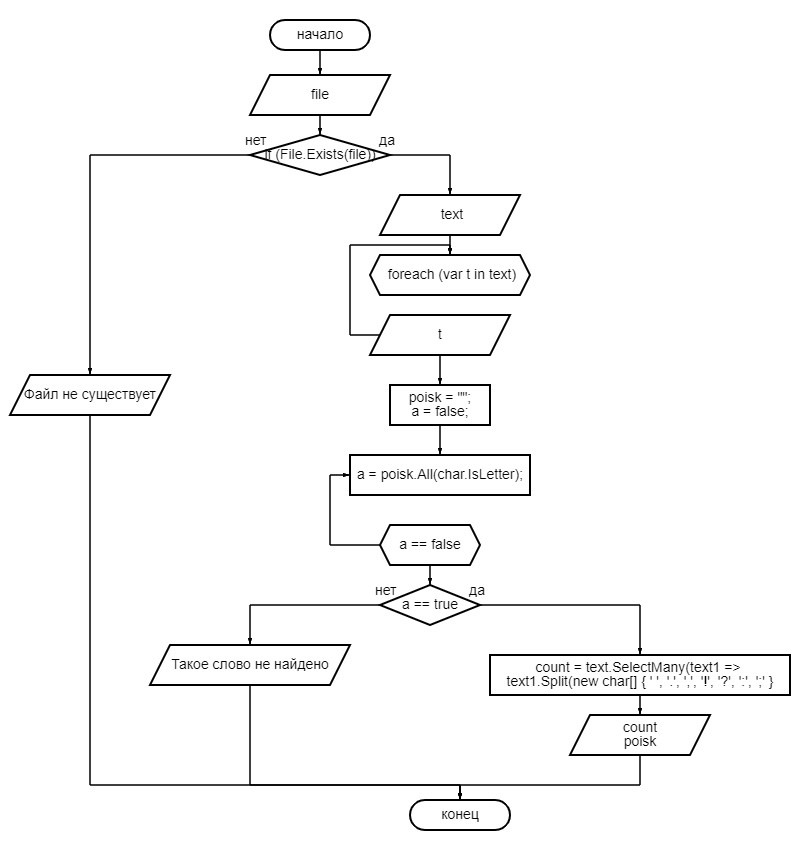 начало
file
нет
да
if (File.Exists(file))
text
foreach (var t in text)
t
Файл не существует
poisk = "";
a = false;
a = poisk.All(char.IsLetter);
a == false
нет
да
a == true
Такое слово не найдено
count = text.SelectMany(text1 =>
text1.Split(new char[] { ' ', '.', ',', '!', '?', ':', ';' }
count
poisk
конец